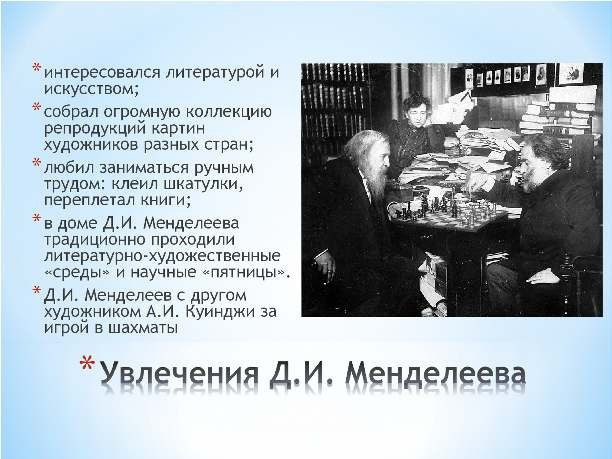 * интересовался литературой и
искусством;
* собрал огромную коллекцию
репродукций картин
художников разных стран;
* любил заниматься ручным
трудом: клеил шкатулки,
переплетал книги;
* в доме Д.И. Менделеева
традиционно проходили
литературно-художественные
«среды» и научные «пятницы».
* Д.И. Менделеев с другом
художником А.И. Куинджи за
игрой в шахматы
* Увлечения Д.И. Менделеева